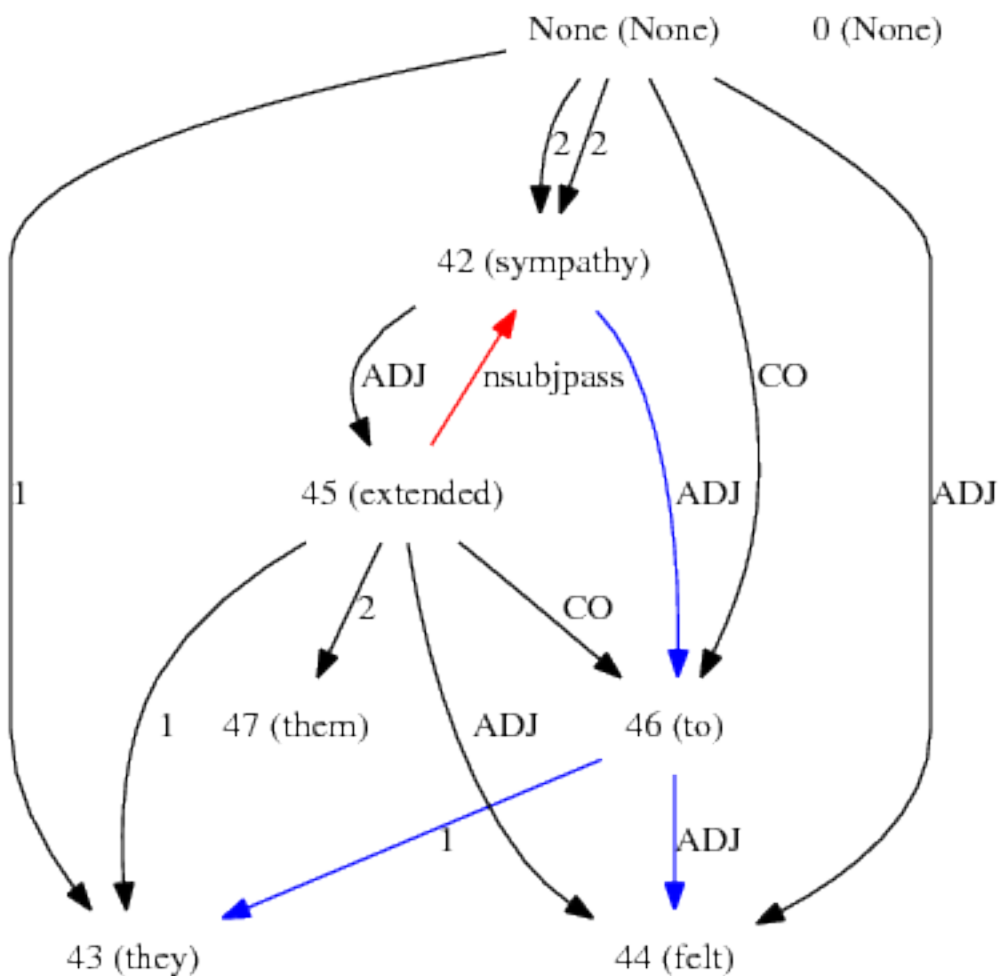 None (None) 0 (None)
2 2
42 (sympathy)
ADJ nsubjpass CO
1 45 (extended) ADJ ADJ
2 CO
1 47 (them) ADJ 46 (to)
1 ADJ
43 (they) 44 (felt)